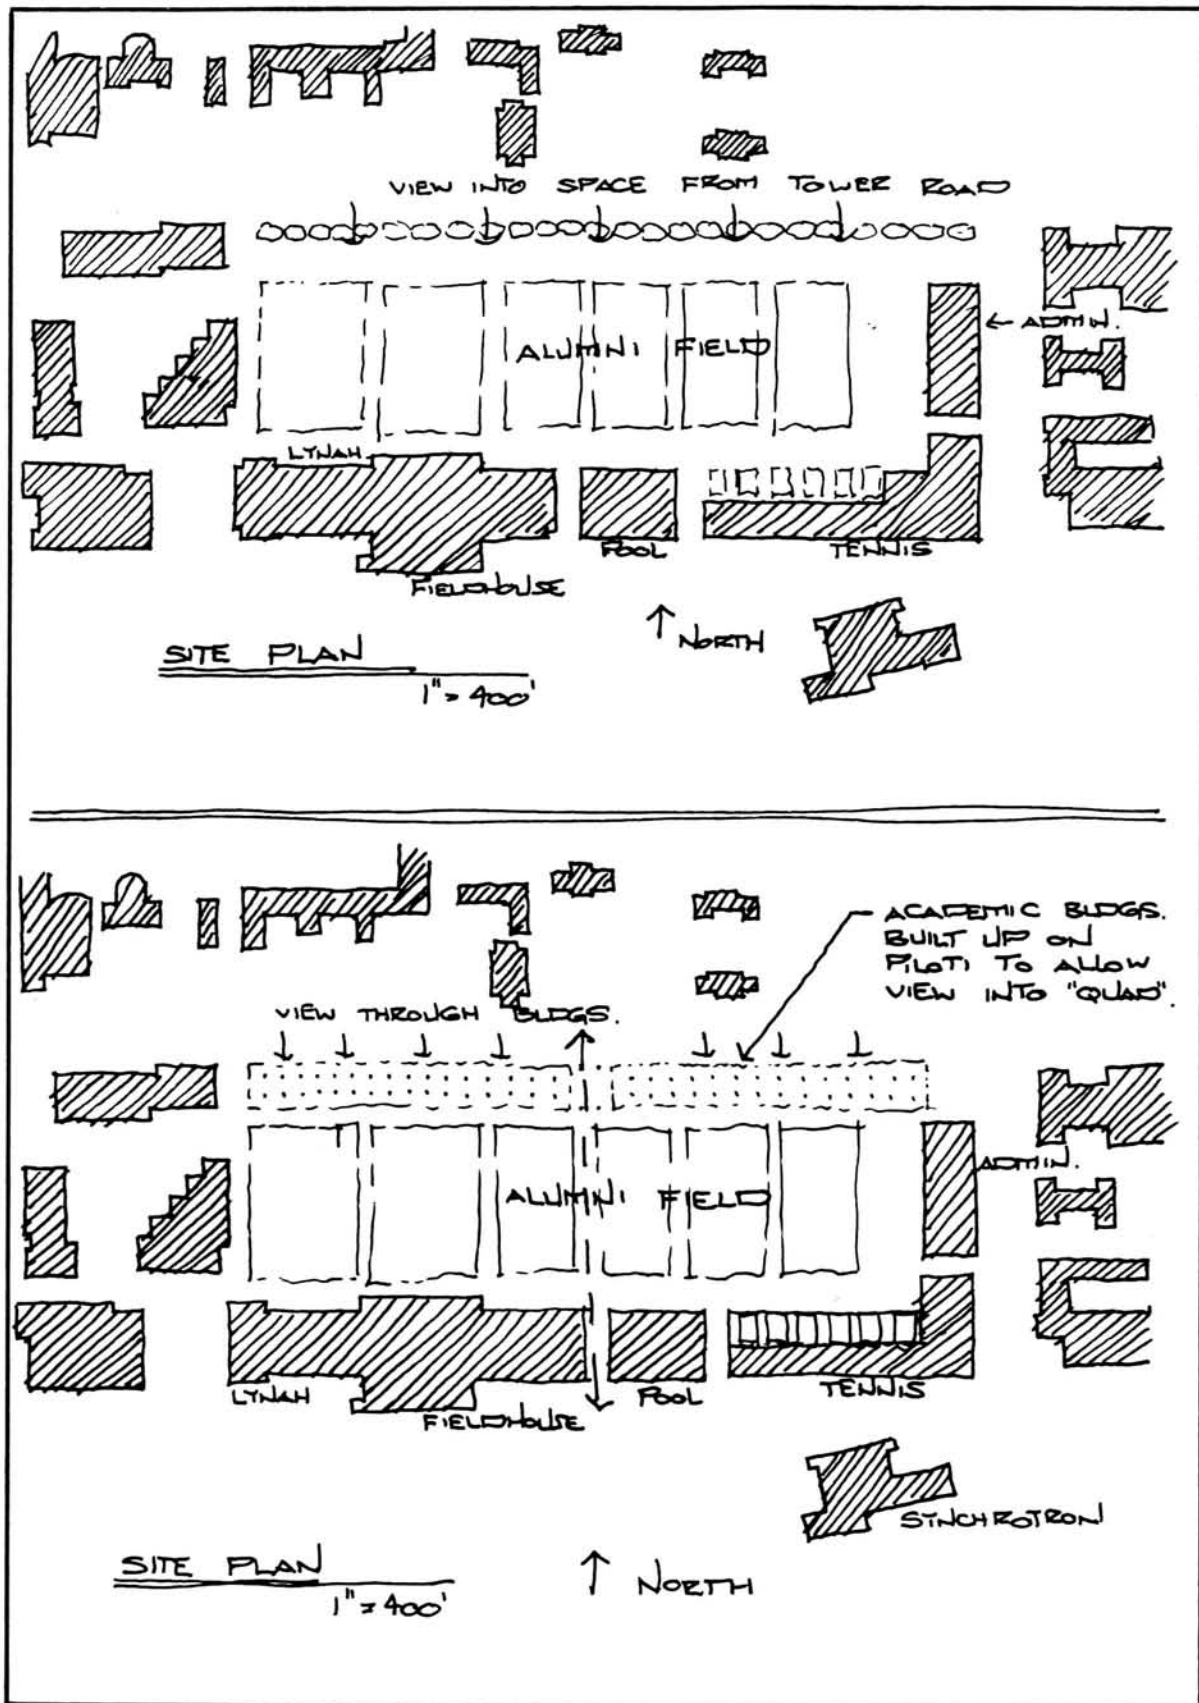 VIEW INTO SPACE FROM TOWER ROAD
← ADMIN.
ALUMNI FIELD
LYNAH
POOL
TENNIS
FIELDHOUSE
↑ NORTH
SITE PLAN
1" = 400'
ACADEMIC BLDGS.
BUILT UP ON
PILOTI TO ALLOW
VIEW INTO "QUAD".
VIEW THROUGH BLDGS.
ADMIN.
ALUMNI FIELD
LYNAH
FIELDHOUSE
POOL
TENNIS
SYNCHROTRON
SITE PLAN
1" = 400'
↑ NORTH